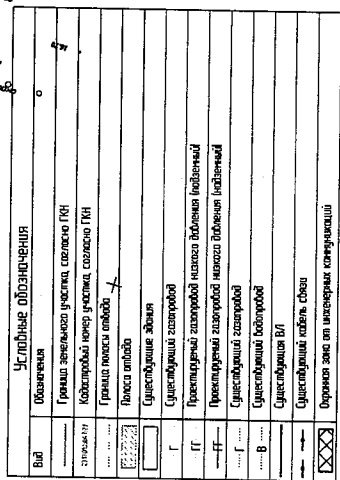 Условные обозначения
Вид Обозначения
Граница земельного участка, согласно ГКН
Кадастровый номер участка, согласно ГКН
Граница полосы отвода
Полоса отвода
Существующие здания
Г Существующий газопровод
ГГ Проектируемый газопровод низкого давления (подземный)
ГГ Проектируемый газопровод низкого давления (надземный)
Г Существующий газопровод
В Существующий водопровод
Существующая ВЛ
Существующий кабель связи
Охранная зона от инженерных коммуникаций